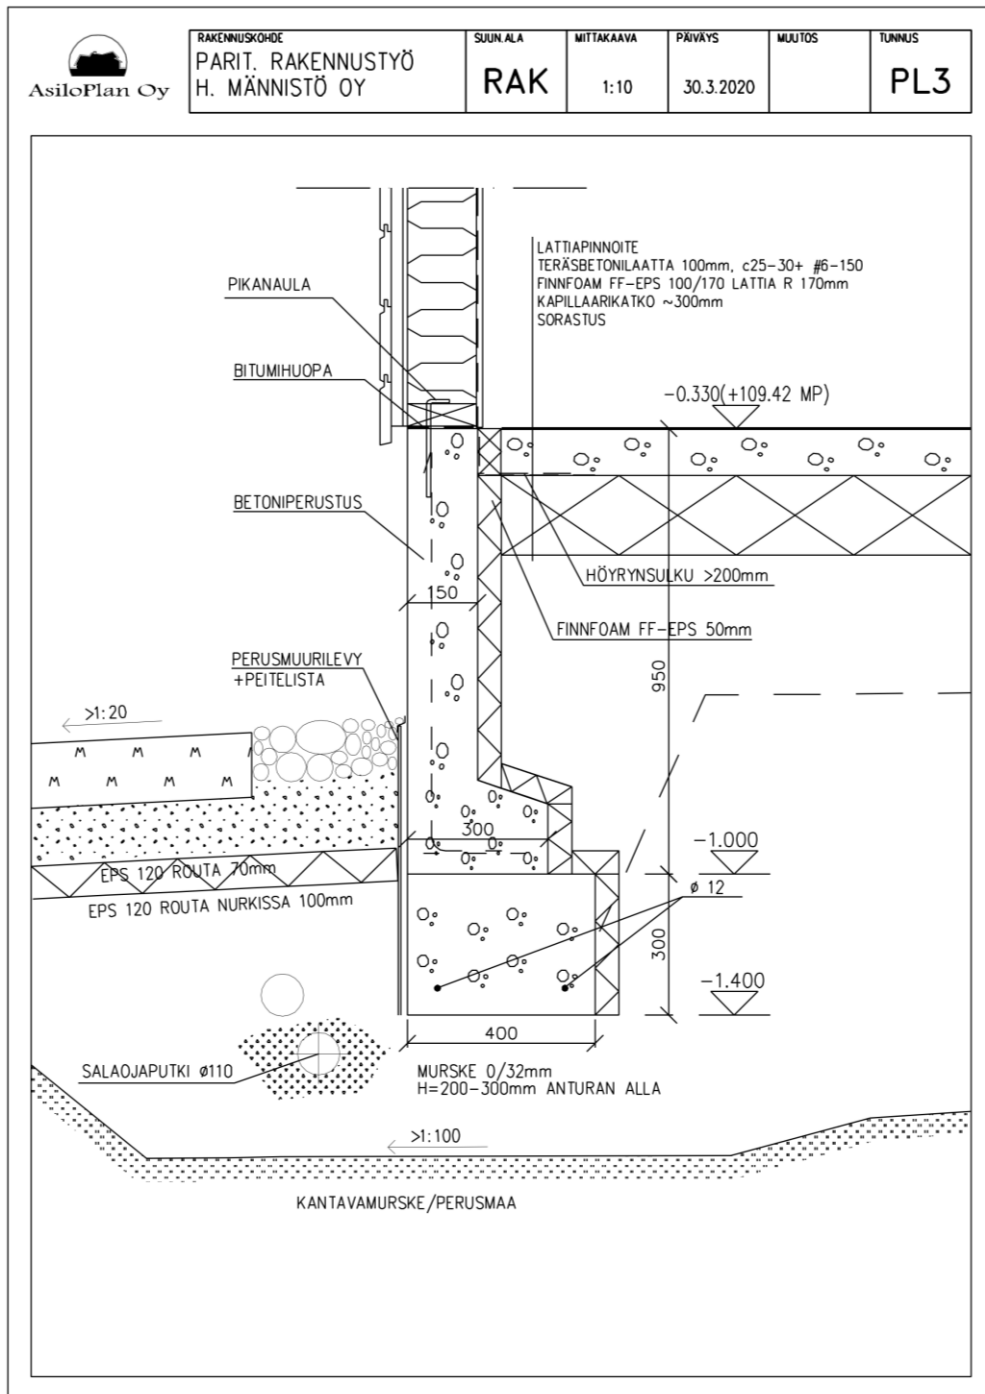 AsiloPlan Oy
RAKENNUSKOHDE
PARIT. RAKENNUSTYÖ
H. MÄNNISTÖ OY
SUUN.ALA
RAK
MITTAKAAVA
1:10
PÄIVÄYS
30.3.2020
MUUTOS
TUNNUS
PL3
LATTIAPINNOITE
TERÄSBETONILAATTA 100mm, c25-30+ #6-150
FINNFOAM FF-EPS 100/170 LATTIA R 170mm
KAPILLAARIKATKO ~300mm
SORASTUS
PIKANAULA
BITUMIHUOPA
-0.330(+109.42 MP)
BETONIPERUSTUS
HÖYRYNSULKU >200mm
150
FINNFOAM FF-EPS 50mm
PERUSMUURILEVY
+PEITELISTA
950
>1:20
M M M
M M M
300
-1.000
EPS 120 ROUTA 70mm
EPS 120 ROUTA NURKISSA 100mm
ø 12
300
-1.400
400
SALAOJAPUTKI ø110
MURSKE 0/32mm
H=200-300mm ANTURAN ALLA
>1:100
KANTAVAMURSKE/PERUSMAA